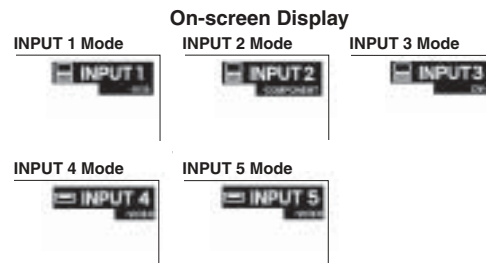 On-screen Display
INPUT 1 Mode
INPUT 2 Mode
INPUT 3 Mode
INPUT 1
INPUT 2
COMPONENT
INPUT3
INPUT 4 Mode
INPUT 5 Mode
INPUT 4
VIDEO
INPUT 5
VIDEO